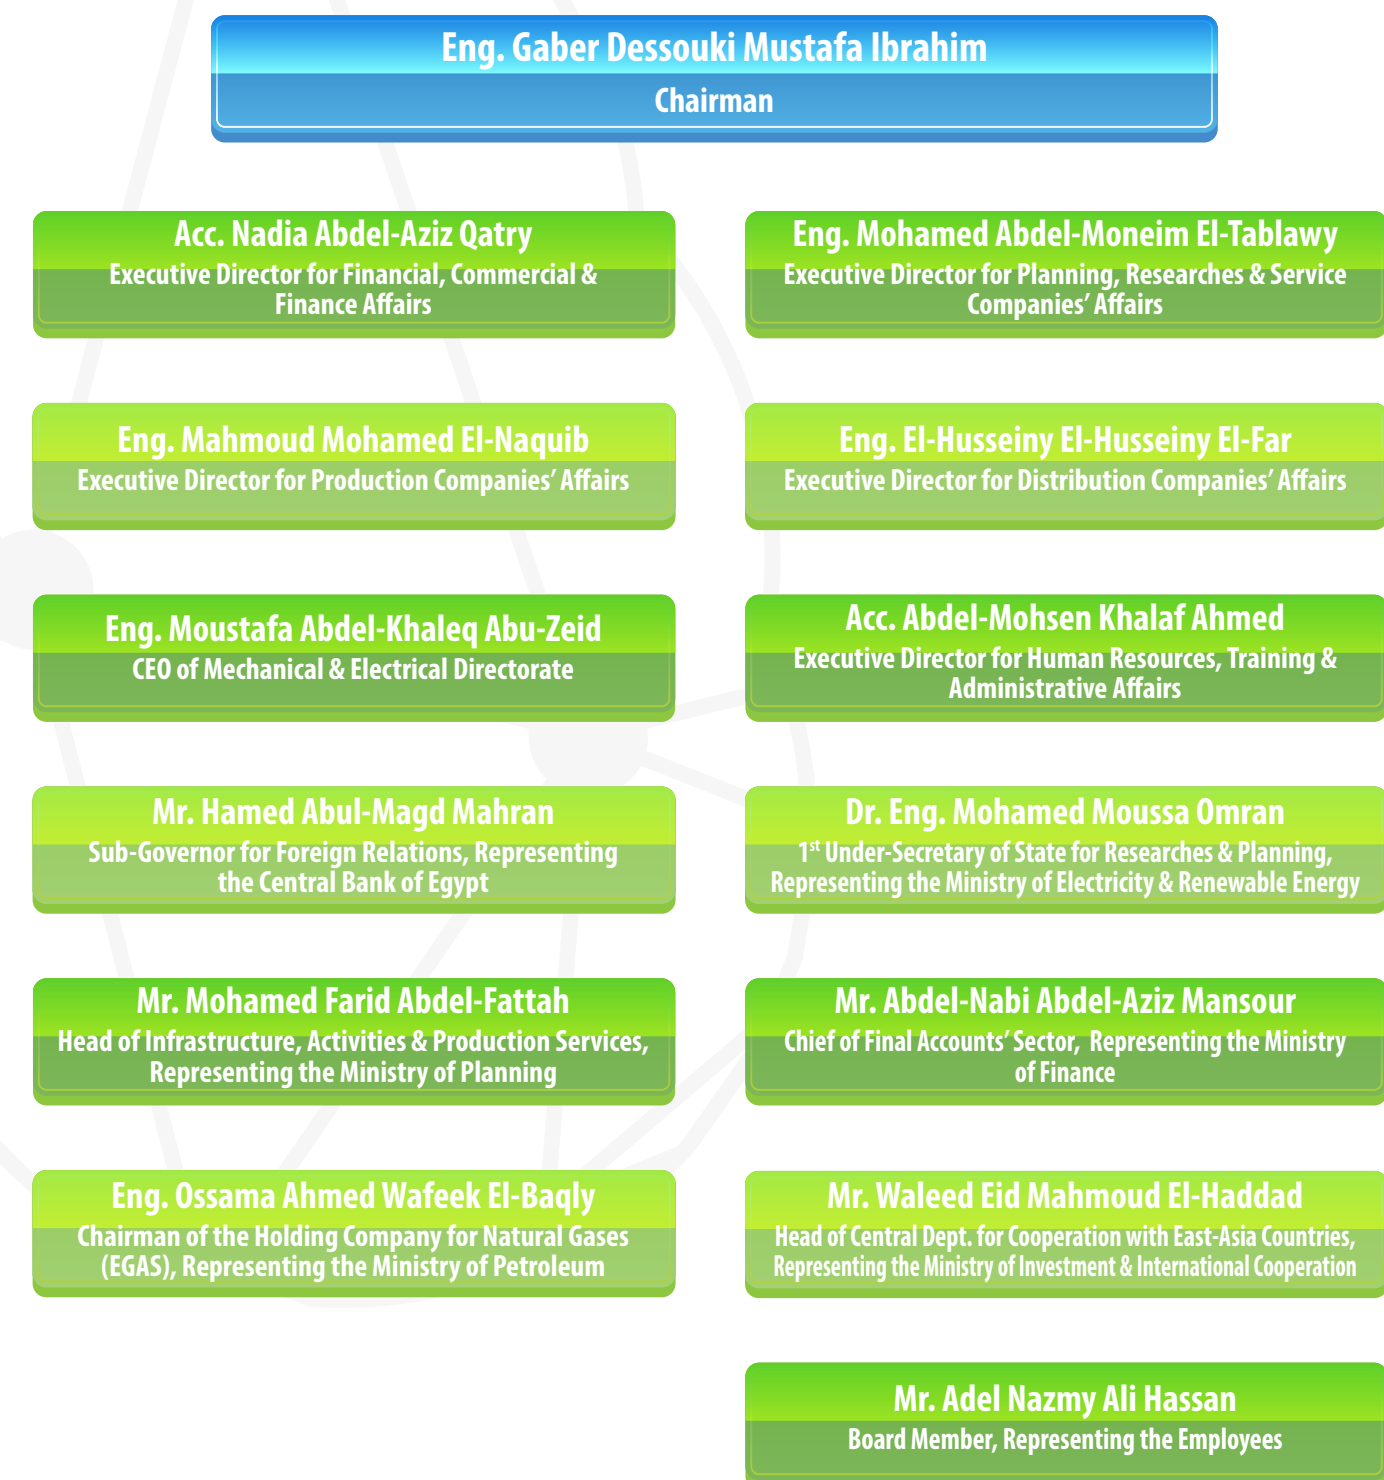 Eng. Gaber Dessouki Mustafa Ibrahim
Chairman
Acc. Nadia Abdel-Aziz Qatry
Executive Director for Financial, Commercial &
Finance Affairs
Eng. Mohamed Abdel-Moneim El-Tablawy
Executive Director for Planning, Researches & Service
Companies’ Affairs
Eng. Mahmoud Mohamed El-Naquib
Executive Director for Production Companies’ Affairs
Eng. El-Husseiny El-Husseiny El-Far
Executive Director for Distribution Companies’ Affairs
Eng. Moustafa Abdel-Khaleq Abu-Zeid
CEO of Mechanical & Electrical Directorate
Acc. Abdel-Mohsen Khalaf Ahmed
Executive Director for Human Resources, Training &
Administrative Affairs
Mr. Hamed Abul-Magd Mahran
Sub-Governor for Foreign Relations, Representing
the Central Bank of Egypt
Dr. Eng. Mohamed Moussa Omran
1st Under-Secretary of State for Researches & Planning,
Representing the Ministry of Electricity & Renewable Energy
Mr. Mohamed Farid Abdel-Fattah
Head of Infrastructure, Activities & Production Services,
Representing the Ministry of Planning
Mr. Abdel-Nabi Abdel-Aziz Mansour
Chief of Final Accounts’ Sector, Representing the Ministry
of Finance
Eng. Ossama Ahmed Wafeek El-Baqly
Chairman of the Holding Company for Natural Gases
(EGAS), Representing the Ministry of Petroleum
Mr. Waleed Eid Mahmoud El-Haddad
Head of Central Dept. for Cooperation with East-Asia Countries,
Representing the Ministry of Investment & International Cooperation
Mr. Adel Nazmy Ali Hassan
Board Member, Representing the Employees